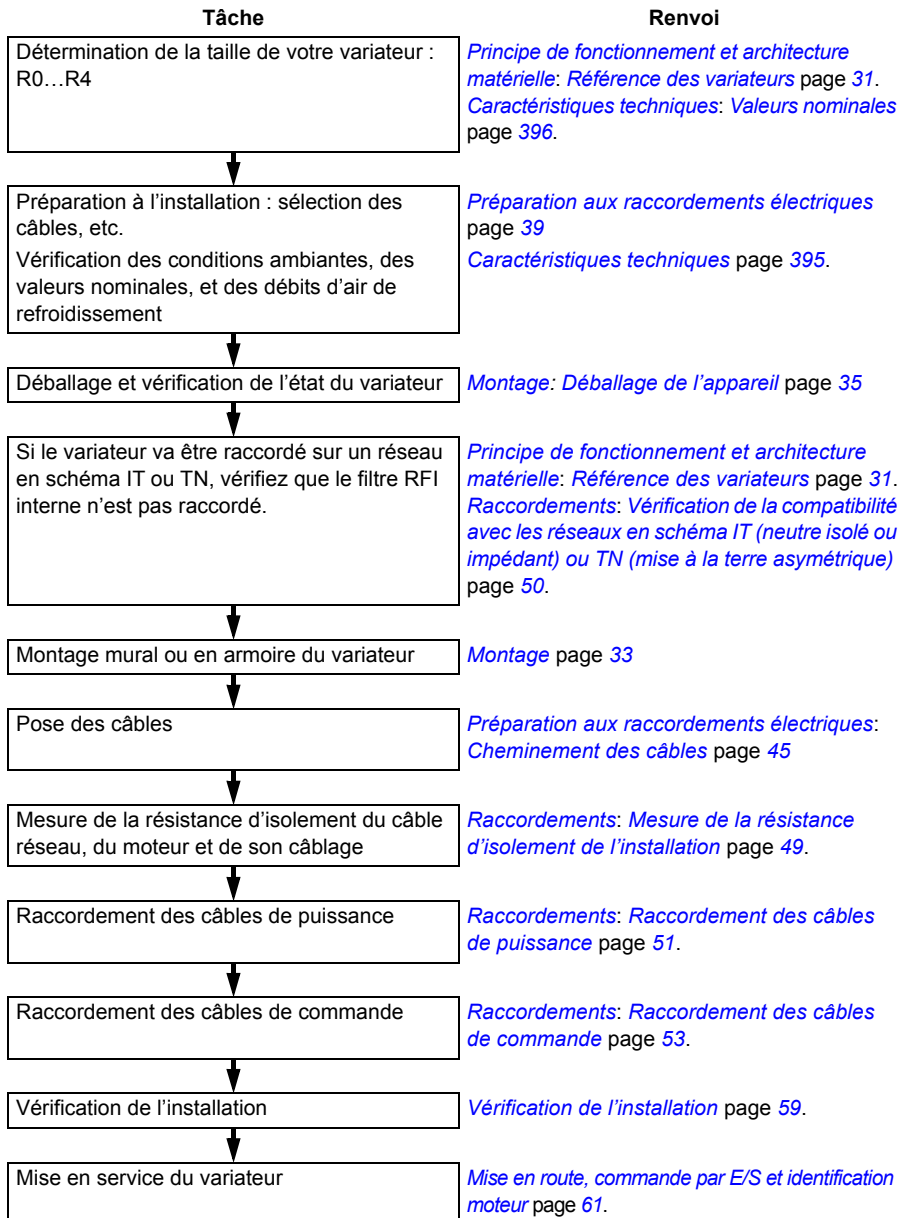 Tâche
Renvoi
Détermination de la taille de votre variateur :
R0…R4
Principe de fonctionnement et architecture
matérielle: Référence des variateurs page 31.
Caractéristiques techniques: Valeurs nominales
page 396.
Préparation à l'installation : sélection des
câbles, etc.
Vérification des conditions ambiantes, des
valeurs nominales, et des débits d'air de
refroidissement
Préparation aux raccordements électriques
page 39
Caractéristiques techniques page 395.
Déballage et vérification de l'état du variateur
Montage: Déballage de l'appareil page 35
Si le variateur va être raccordé sur un réseau
en schéma IT ou TN, vérifiez que le filtre RFI
interne n'est pas raccordé.
Principe de fonctionnement et architecture
matérielle: Référence des variateurs page 31.
Raccordements: Vérification de la compatibilité
avec les réseaux en schéma IT (neutre isolé ou
impédant) ou TN (mise à la terre asymétrique)
page 50.
Montage mural ou en armoire du variateur
Montage page 33
Pose des câbles
Préparation aux raccordements électriques:
Cheminement des câbles page 45
Mesure de la résistance d'isolement du câble
réseau, du moteur et de son câblage
Raccordements: Mesure de la résistance
d'isolement de l'installation page 49.
Raccordement des câbles de puissance
Raccordements: Raccordement des câbles
de puissance page 51.
Raccordement des câbles de commande
Raccordements: Raccordement des câbles
de commande page 53.
Vérification de l'installation
Vérification de l'installation page 59.
Mise en service du variateur
Mise en route, commande par E/S et identification
moteur page 61.